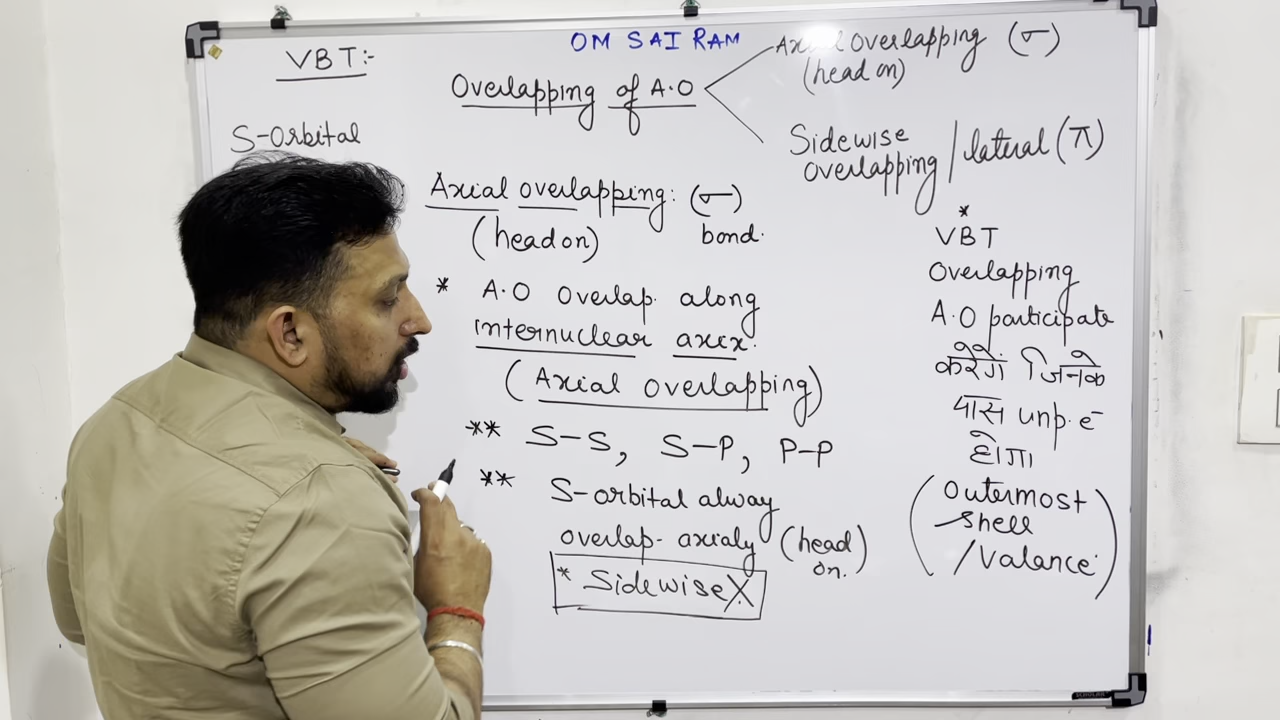 OM SAI RAM
VBT:-
Overlapping of A.O
Axial overlapping (σ)
(head on)
Sidewise
overlapping / lateral (π)
S-orbital
Axial overlapping: (σ)
(head on) bond.
* A.O overlap. along
internuclear axix.
(Axial overlapping)
** S-S, S-P, P-P
** S-orbital alway
overlap- axialy (head
on.)
* Sidewise X
*
VBT
Overlapping
A.O participate
करेंगे जिनके
पास unp. e-
होगा
(Outermost
shell
/Valance)
SCHOLAR